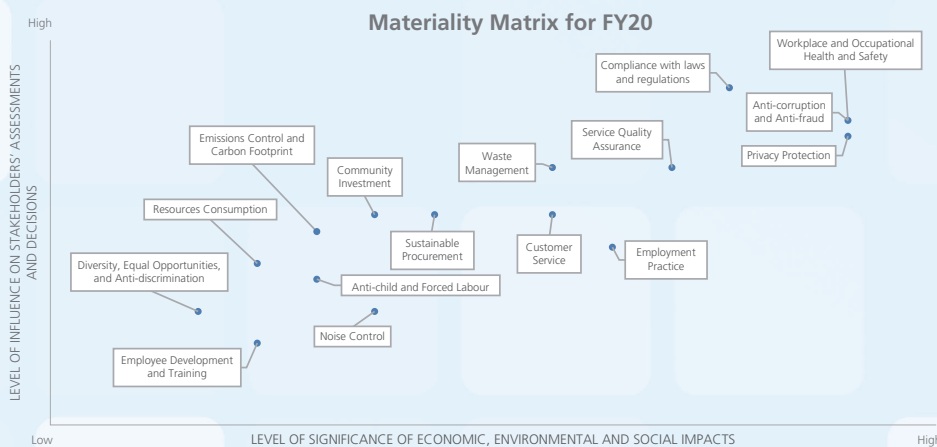 Materiality Matrix for FY20
High
LEVEL OF INFLUENCE ON STAKEHOLDERS' ASSESSMENTS
AND DECISIONS
Workplace and Occupational
Health and Safety
Compliance with laws
and regulations
Anti-corruption
and Anti-fraud
Service Quality
Assurance
Privacy Protection
Emissions Control and
Carbon Footprint
Waste
Management
Community
Investment
Resources Consumption
Sustainable
Procurement
Customer
Service
Employment
Practice
Diversity, Equal Opportunities,
and Anti-discrimination
Anti-child and Forced Labour
Noise Control
Employee Development
and Training
Low
LEVEL OF SIGNIFICANCE OF ECONOMIC, ENVIRONMENTAL AND SOCIAL IMPACTS
High